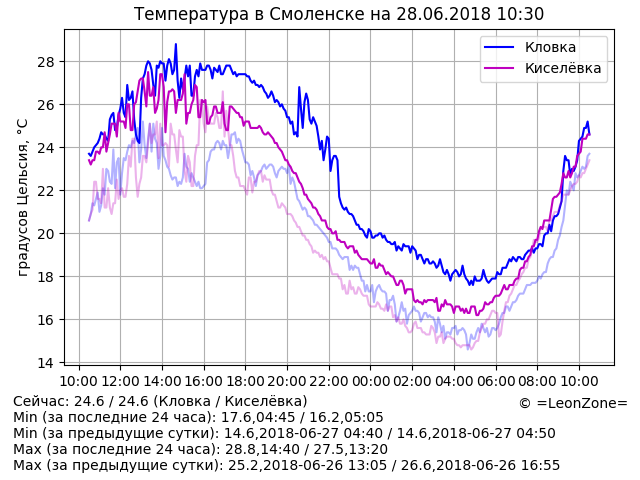 Температура в Смоленске на 28.06.2018 10:30
Кловка
Киселёвка
градусов Цельсия, °C
28
26
24
22
20
18
16
14
10:00 12:00 14:00 16:00 18:00 20:00 22:00 00:00 02:00 04:00 06:00 08:00 10:00
Сейчас: 24.6 / 24.6 (Кловка / Киселёвка)
© =LeonZone=
Min (за последние 24 часа): 17.6,04:45 / 16.2,05:05
Min (за предыдущие сутки): 14.6,2018-06-27 04:40 / 14.6,2018-06-27 04:50
Max (за последние 24 часа): 28.8,14:40 / 27.5,13:20
Max (за предыдущие сутки): 25.2,2018-06-26 13:05 / 26.6,2018-06-26 16:55